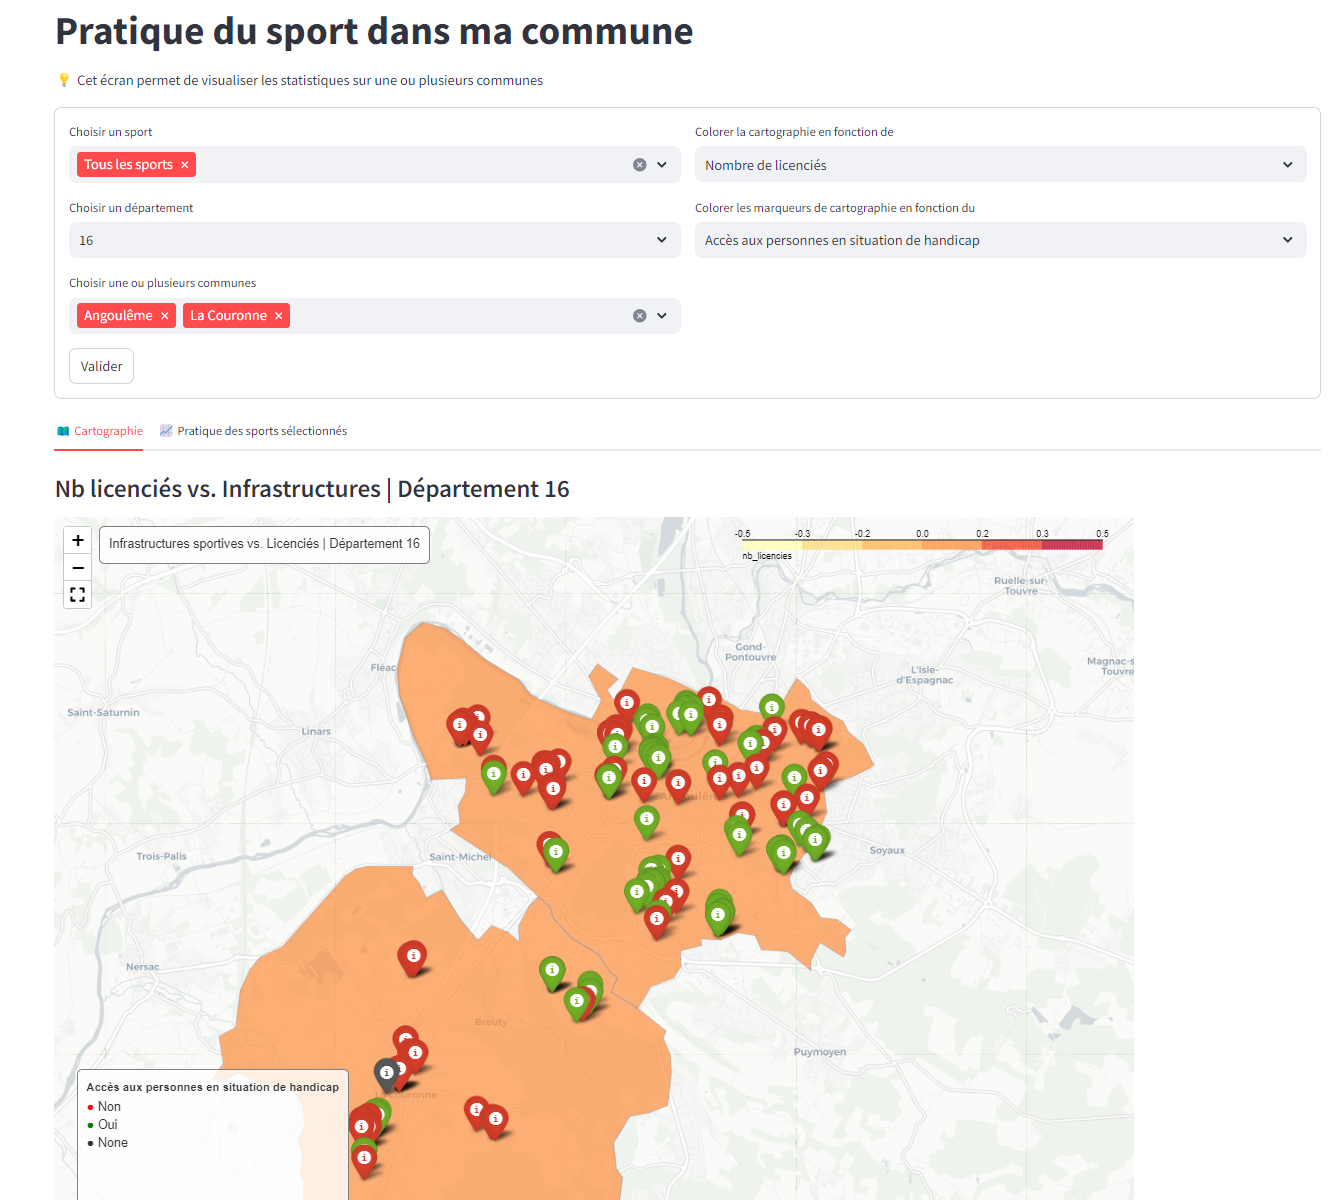 Pratique du sport dans ma commune
💡 Cet écran permet de visualiser les statistiques sur une ou plusieurs communes
Choisir un sport
Tous les sports ×
Colorer la cartographie en fonction de
Nombre de licenciés
Choisir un département
16
Colorer les marqueurs de cartographie en fonction du
Accès aux personnes en situation de handicap
Choisir une ou plusieurs communes
Angoulême × La Couronne ×
Valider
Cartographie
Pratique des sports sélectionnés
Nb licenciés vs. Infrastructures | Département 16
+
−
Infrastructures sportives vs. Licenciés | Département 16
-0.5 -0.3 -0.2 0.0 0.2 0.3 0.5
nb_licencies
Ruelle-sur-
Touvre
Gond-
Pontouvre
Fléac
L'Isle-
d'Espagnac
Magnac-s
Touvre
Saint-Saturnin
Linars
Trois-Palis
Saint-Michel
Soyaux
Nersac
Breuty
Puymoyen
Accès aux personnes en situation de handicap
Non
Oui
None